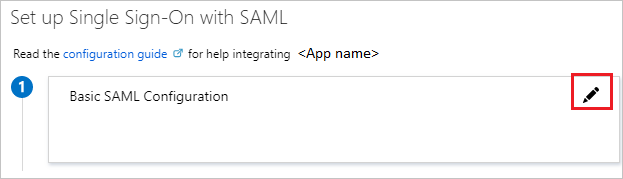 Set up Single Sign-On with SAML
Read the configuration guide for help integrating <App name>
1
Basic SAML Configuration